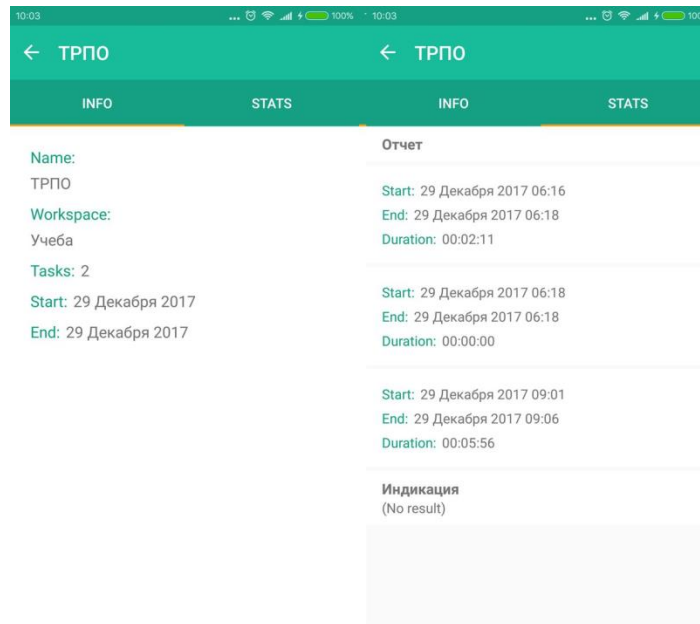 10:03
... 100%
ТРПО
INFO STATS
Name:
ТРПО
Workspace:
Учеба
Tasks: 2
Start: 29 Декабря 2017
End: 29 Декабря 2017
10:03
... 100
ТРПО
INFO STATS
Отчет
Start: 29 Декабря 2017 06:16
End: 29 Декабря 2017 06:18
Duration: 00:02:11
Start: 29 Декабря 2017 06:18
End: 29 Декабря 2017 06:18
Duration: 00:00:00
Start: 29 Декабря 2017 09:01
End: 29 Декабря 2017 09:06
Duration: 00:05:56
Индикация
(No result)